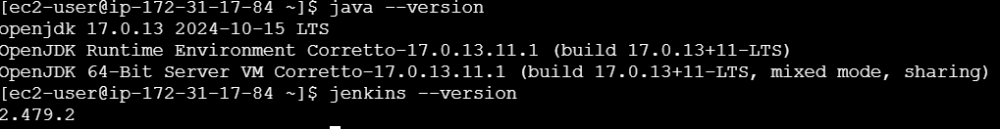 [ec2-user@ip-172-31-17-84 ~]$ java --version
openjdk 17.0.13 2024-10-15 LTS
OpenJDK Runtime Environment Corretto-17.0.13.11.1 (build 17.0.13+11-LTS)
OpenJDK 64-Bit Server VM Corretto-17.0.13.11.1 (build 17.0.13+11-LTS, mixed mode, sharing)
[ec2-user@ip-172-31-17-84 ~]$ jenkins --version
2.479.2